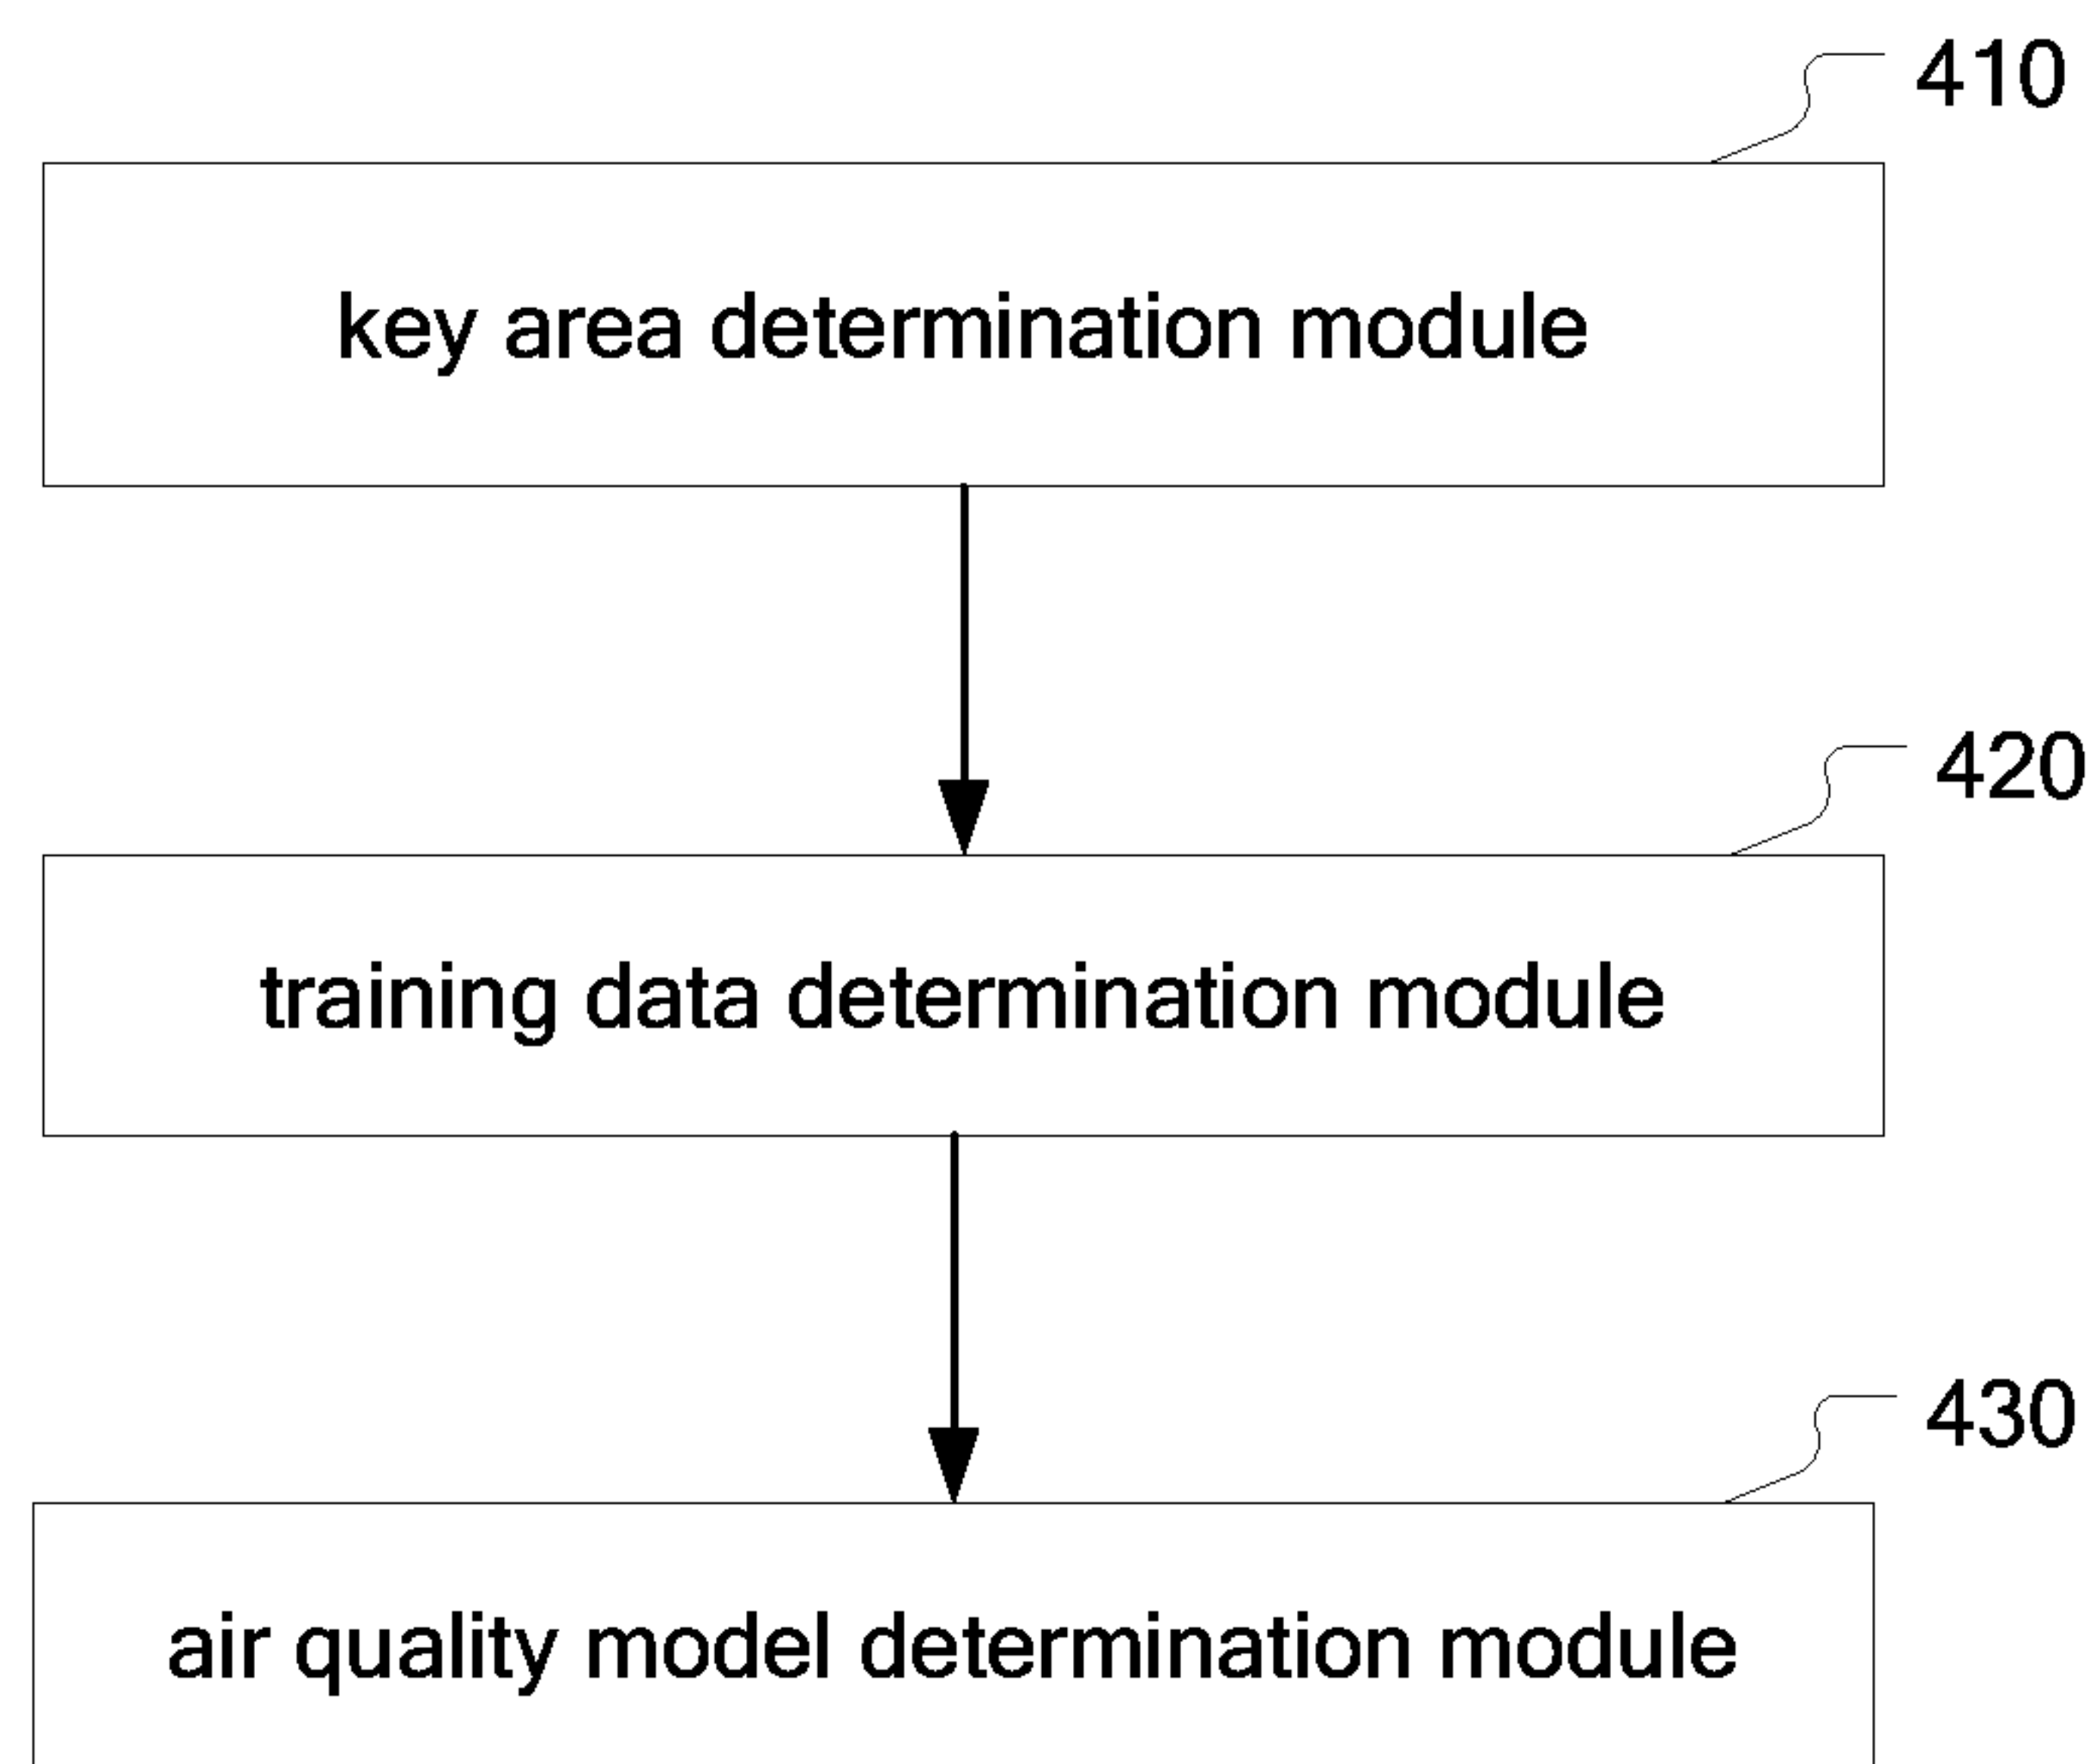 410
key area determination module
420
training data determination module
430
air quality model determination module